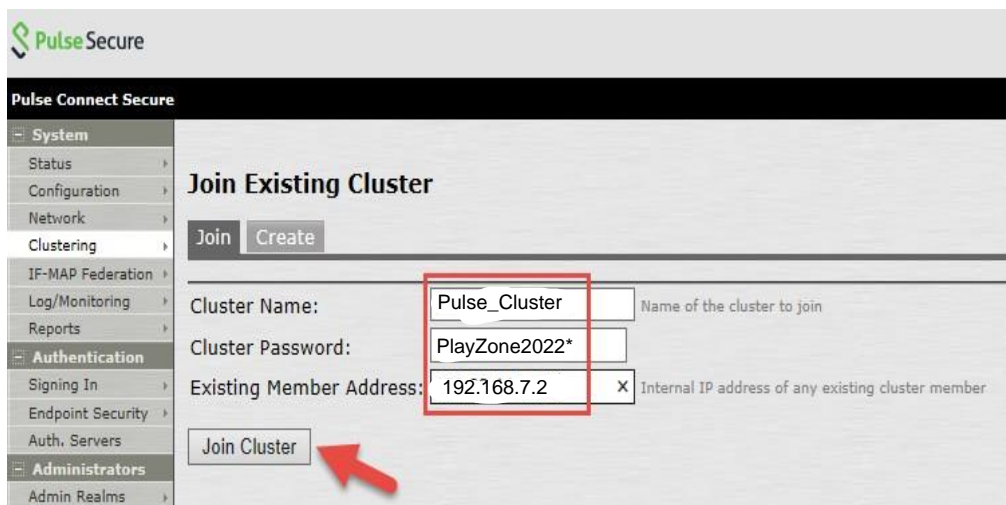 Pulse Secure
Pulse Connect Secure
System
Status
Configuration
Network
Clustering
IF-MAP Federation
Log/Monitoring
Reports
Authentication
Signing In
Endpoint Security
Auth. Servers
Administrators
Admin Realms
Join Existing Cluster
Join Create
Cluster Name: Pulse_Cluster Name of the cluster to join
Cluster Password: PlayZone2022*
Existing Member Address: 192.168.7.2 X Internal IP address of any existing cluster member
Join Cluster